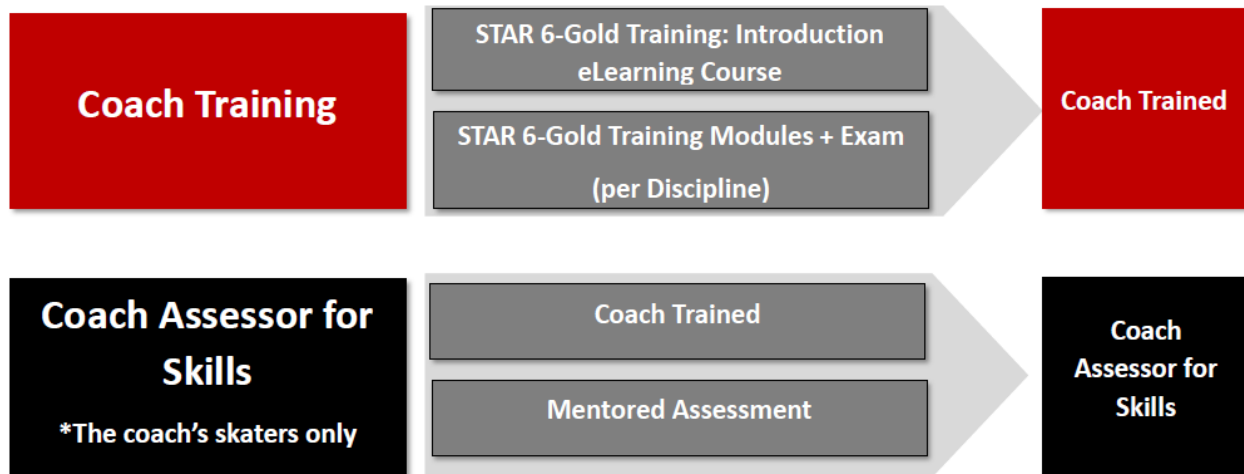 Coach Training
STAR 6-Gold Training: Introduction
eLearning Course
STAR 6-Gold Training Modules + Exam
(per Discipline)
Coach Trained
Coach Assessor for
Skills
*The coach's skaters only
Coach Trained
Mentored Assessment
Coach
Assessor for
Skills